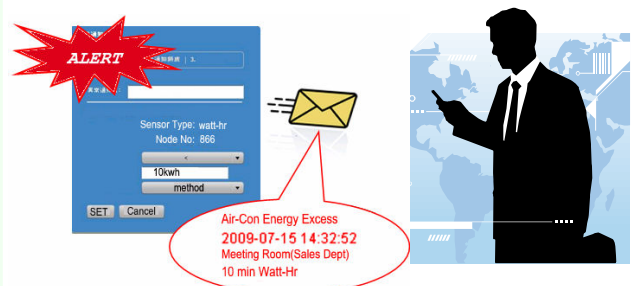 ALERT
3.
Sensor Type: watt-hr
Node No: 866
<
10kwh
method
SET Cancel
Air-Con Energy Excess
2009-07-15 14:32:52
Meeting Room(Sales Dept)
10 min Watt-Hr